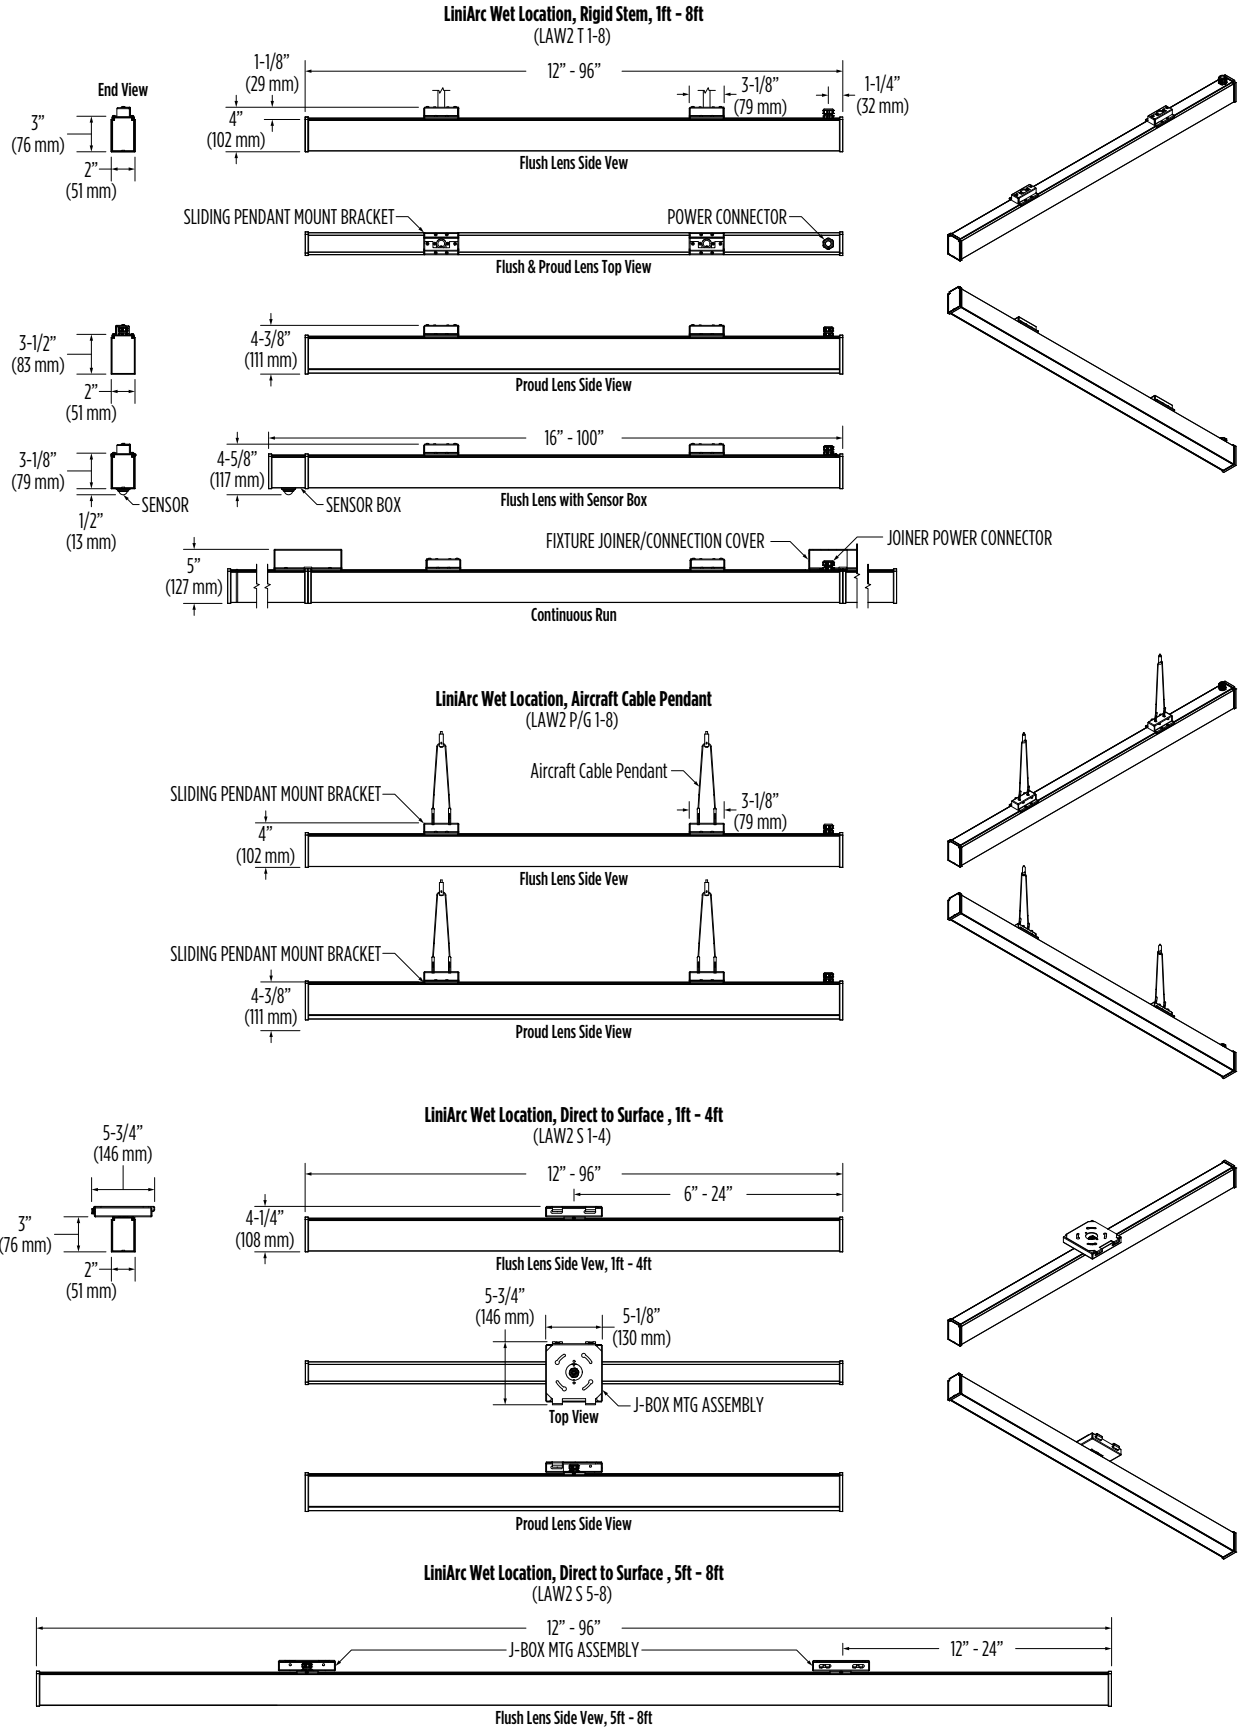 LiniArc Wet Location, Rigid Stem, 1ft - 8ft
(LAW2 T 1-8)
End View
3”
(76 mm)
2”
(51 mm)
1-1/8”
(29 mm)
12” - 96”
4”
(102 mm)
3-1/8”
(79 mm)
1-1/4”
(32 mm)
Flush Lens Side Vew
SLIDING PENDANT MOUNT BRACKET
POWER CONNECTOR
Flush & Proud Lens Top View
3-1/2”
(83 mm)
2”
(51 mm)
4-3/8”
(111 mm)
Proud Lens Side View
3-1/8”
(79 mm)
SENSOR
1/2”
(13 mm)
16” - 100”
4-5/8”
(117 mm)
SENSOR BOX
Flush Lens with Sensor Box
5”
(127 mm)
FIXTURE JOINER/CONNECTION COVER
JOINER POWER CONNECTOR
Continuous Run
LiniArc Wet Location, Aircraft Cable Pendant
(LAW2 P/G 1-8)
Aircraft Cable Pendant
SLIDING PENDANT MOUNT BRACKET
3-1/8”
(79 mm)
4”
(102 mm)
Flush Lens Side Vew
SLIDING PENDANT MOUNT BRACKET
4-3/8”
(111 mm)
Proud Lens Side View
LiniArc Wet Location, Direct to Surface , 1ft - 4ft
(LAW2 S 1-4)
5-3/4”
(146 mm)
3”
(76 mm)
2”
(51 mm)
12” - 96”
6” - 24”
4-1/4”
(108 mm)
Flush Lens Side Vew, 1ft - 4ft
5-3/4”
(146 mm)
5-1/8”
(130 mm)
J-BOX MTG ASSEMBLY
Top View
Proud Lens Side View
LiniArc Wet Location, Direct to Surface , 5ft - 8ft
(LAW2 S 5-8)
12” - 96”
J-BOX MTG ASSEMBLY
12” - 24”
Flush Lens Side Vew, 5ft - 8ft